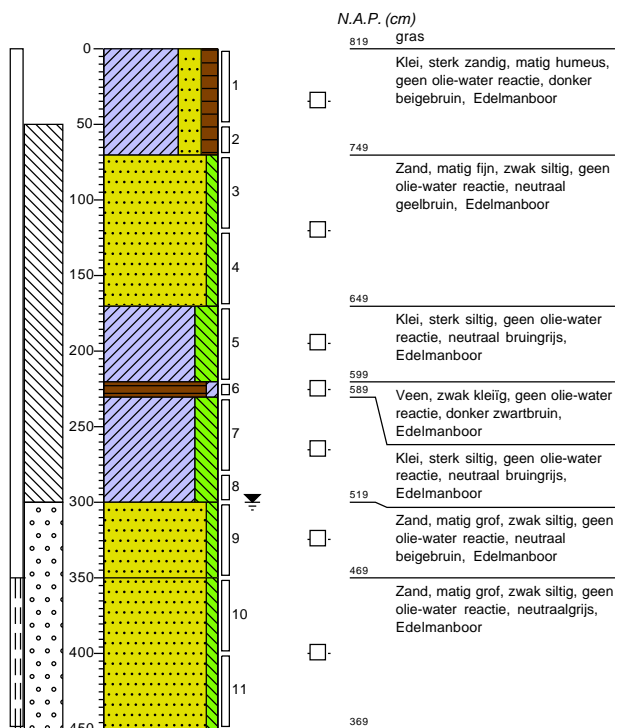 N.A.P. (cm)
819 gras
Klei, sterk zandig, matig humeus,
geen olie-water reactie, donker
beigebruin, Edelmanboor
749
Zand, matig fijn, zwak siltig, geen
olie-water reactie, neutraal
geelbruin, Edelmanboor
649
Klei, sterk siltig, geen olie-water
reactie, neutraal bruingrijs,
Edelmanboor
599
589
Veen, zwak kleiïg, geen olie-water
reactie, donker zwartbruin,
Edelmanboor
Klei, sterk siltig, geen olie-water
reactie, neutraal bruingrijs,
Edelmanboor
519
Zand, matig grof, zwak siltig, geen
olie-water reactie, neutraal
beigebruin, Edelmanboor
469
Zand, matig grof, zwak siltig, geen
olie-water reactie, neutraalgrijs,
Edelmanboor
369
0
50
100
150
200
250
300
350
400
450
1
2
3
4
5
6
7
8
9
10
11